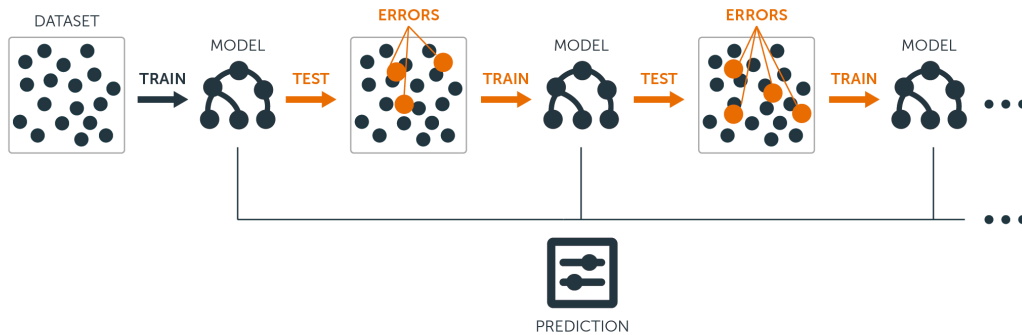 DATASET
MODEL
ERRORS
MODEL
ERRORS
MODEL
TRAIN
TEST
TRAIN
TEST
TRAIN
PREDICTION